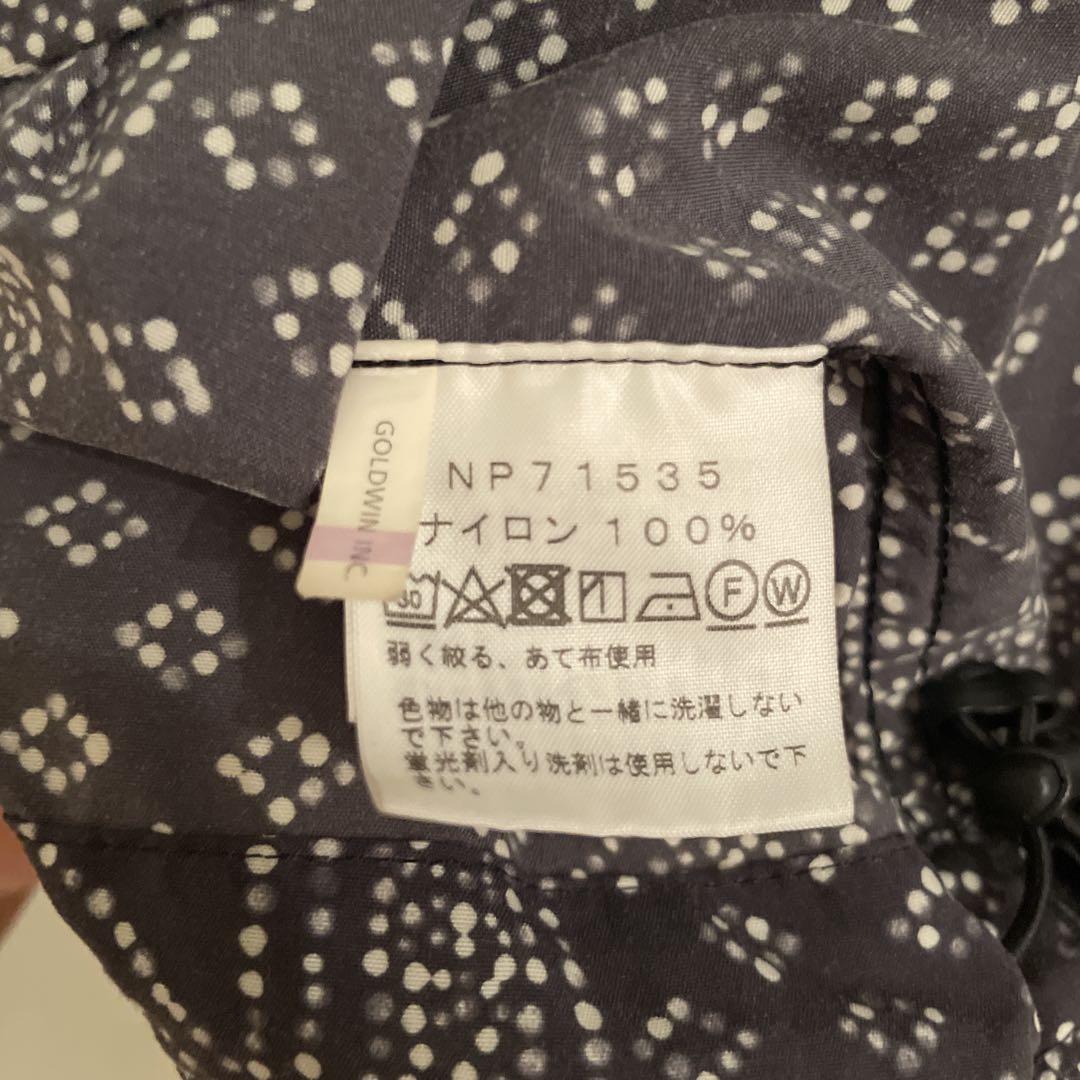 GOLDWIN INC.
NP71535
ナイロン 100%
30
F W
弱く絞る、あて布使用
色物は他の物と一緒に洗濯しない
で下さい。
蛍光剤入り洗剤は使用しないで下
さい。